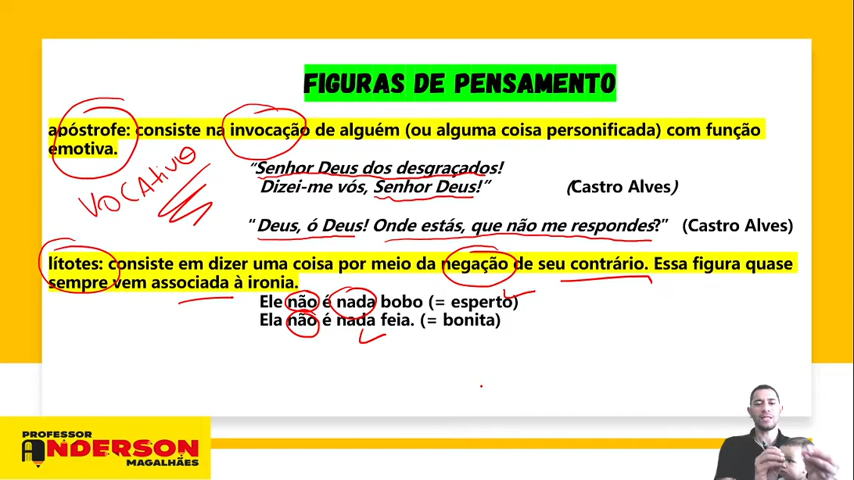 FIGURAS DE PENSAMENTO
apóstrofe: consiste na invocação de alguém (ou alguma coisa personificada) com função
emotiva.
VOCATIVO
"Senhor Deus dos desgraçados!
Dizei-me vós, Senhor Deus!" (Castro Alves)
"Deus, ó Deus! Onde estás, que não me respondes?" (Castro Alves)
lítotes: consiste em dizer uma coisa por meio da negação de seu contrário. Essa figura quase
sempre vem associada à ironia.
Ele não é nada bobo (= esperto)
Ela não é nada feia. (= bonita)
PROFESSOR
ANDERSON
MAGALHÃES